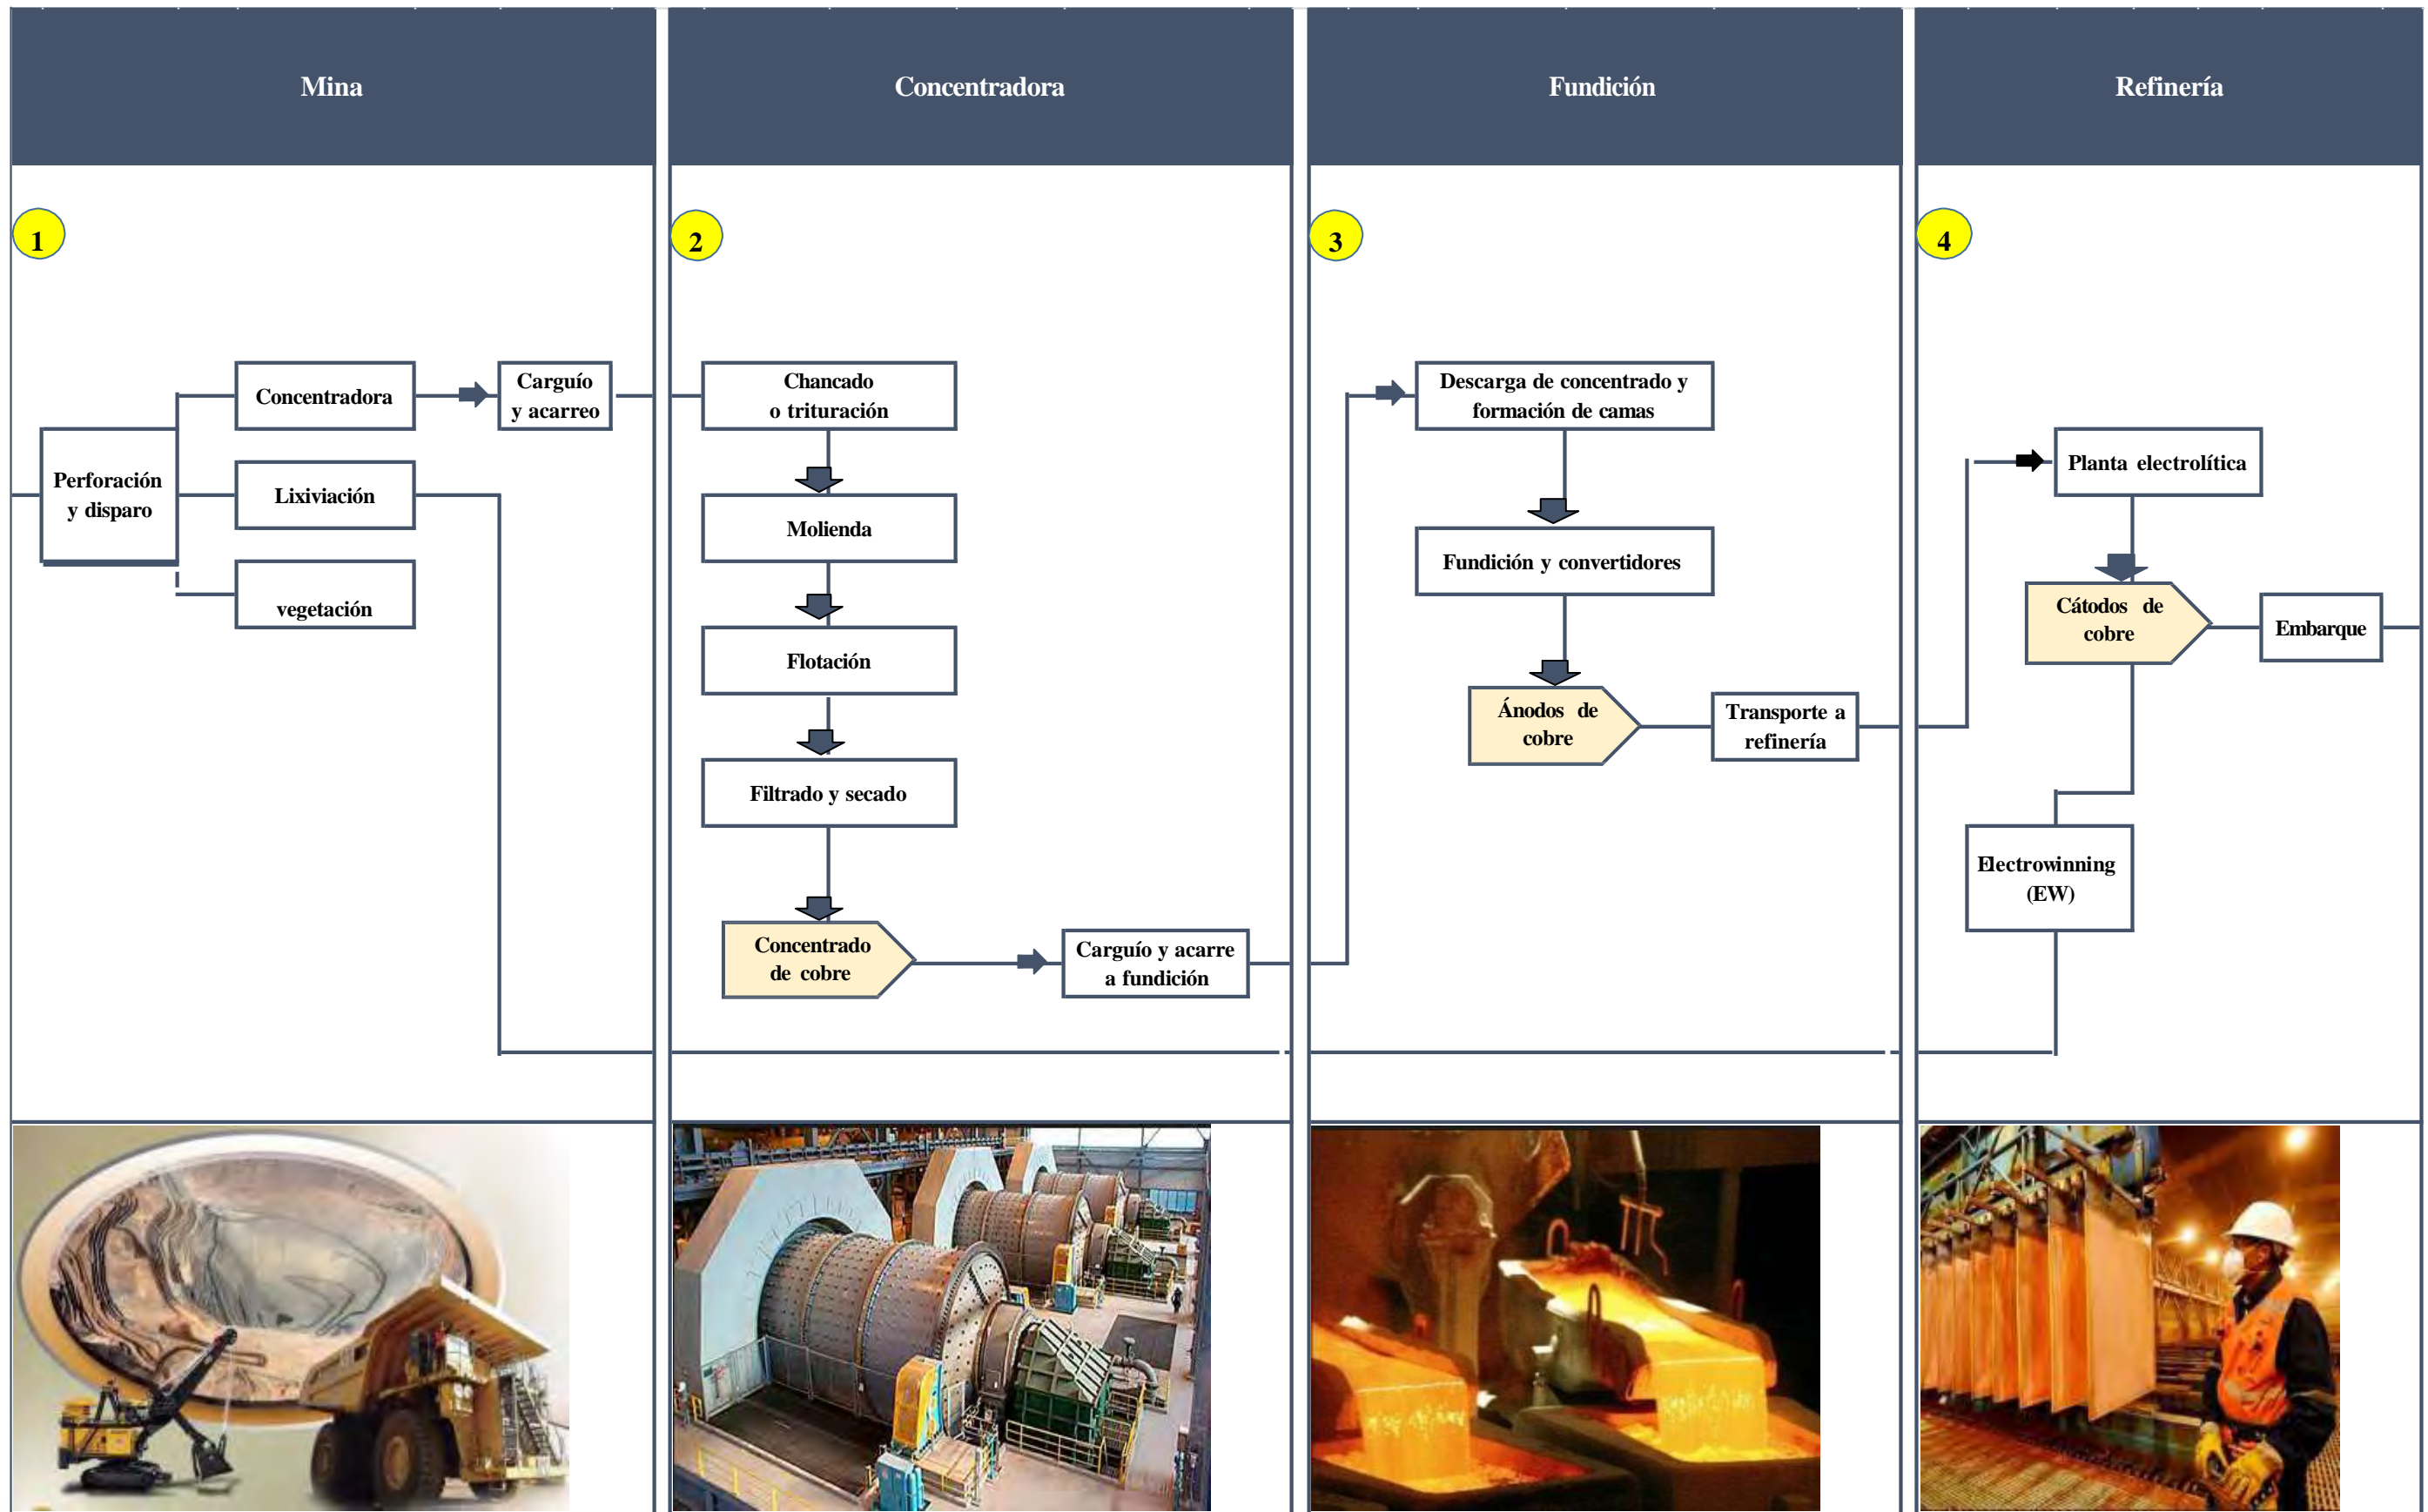 Mina
Concentradora
Fundición
Refinería
1
2
3
4
Perforación
y disparo
Concentradora
Lixiviación
vegetación
Carguío
y acarreo
Chancado
o trituración
Molienda
Flotación
Filtrado y secado
Concentrado
de cobre
Carguío y acarre
a fundición
Descarga de concentrado y
formación de camas
Fundición y convertidores
Ánodos de
cobre
Transporte a
refinería
Planta electrolítica
Cátodos de
cobre
Embarque
Electrowinning
(EW)